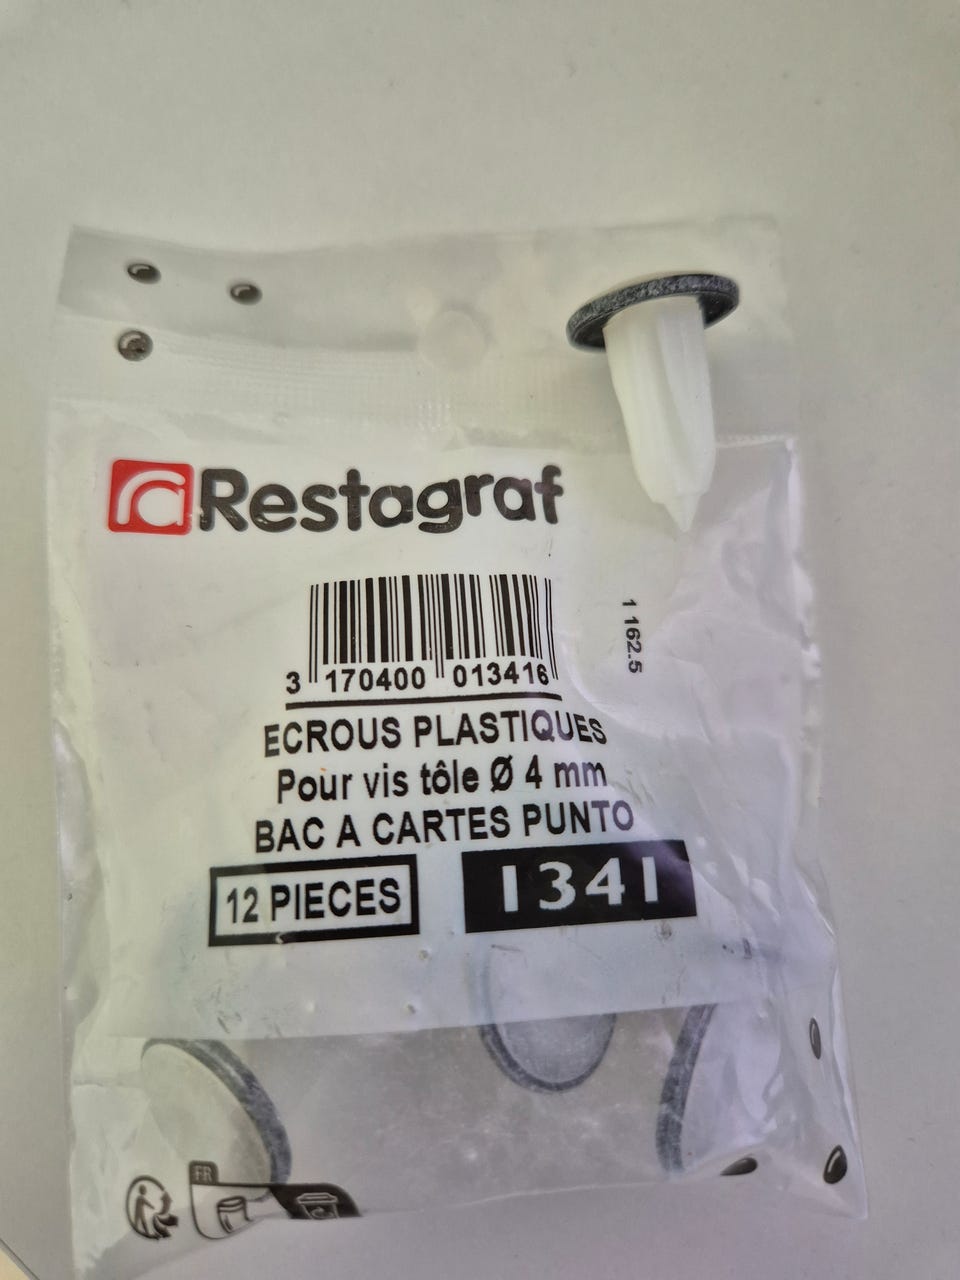 ra Restagraf
3 170400 013416
1 162.5
ECROUS PLASTIQUES
Pour vis tôle Ø 4 mm
BAC A CARTES PUNTO
12 PIECES
1341
FR